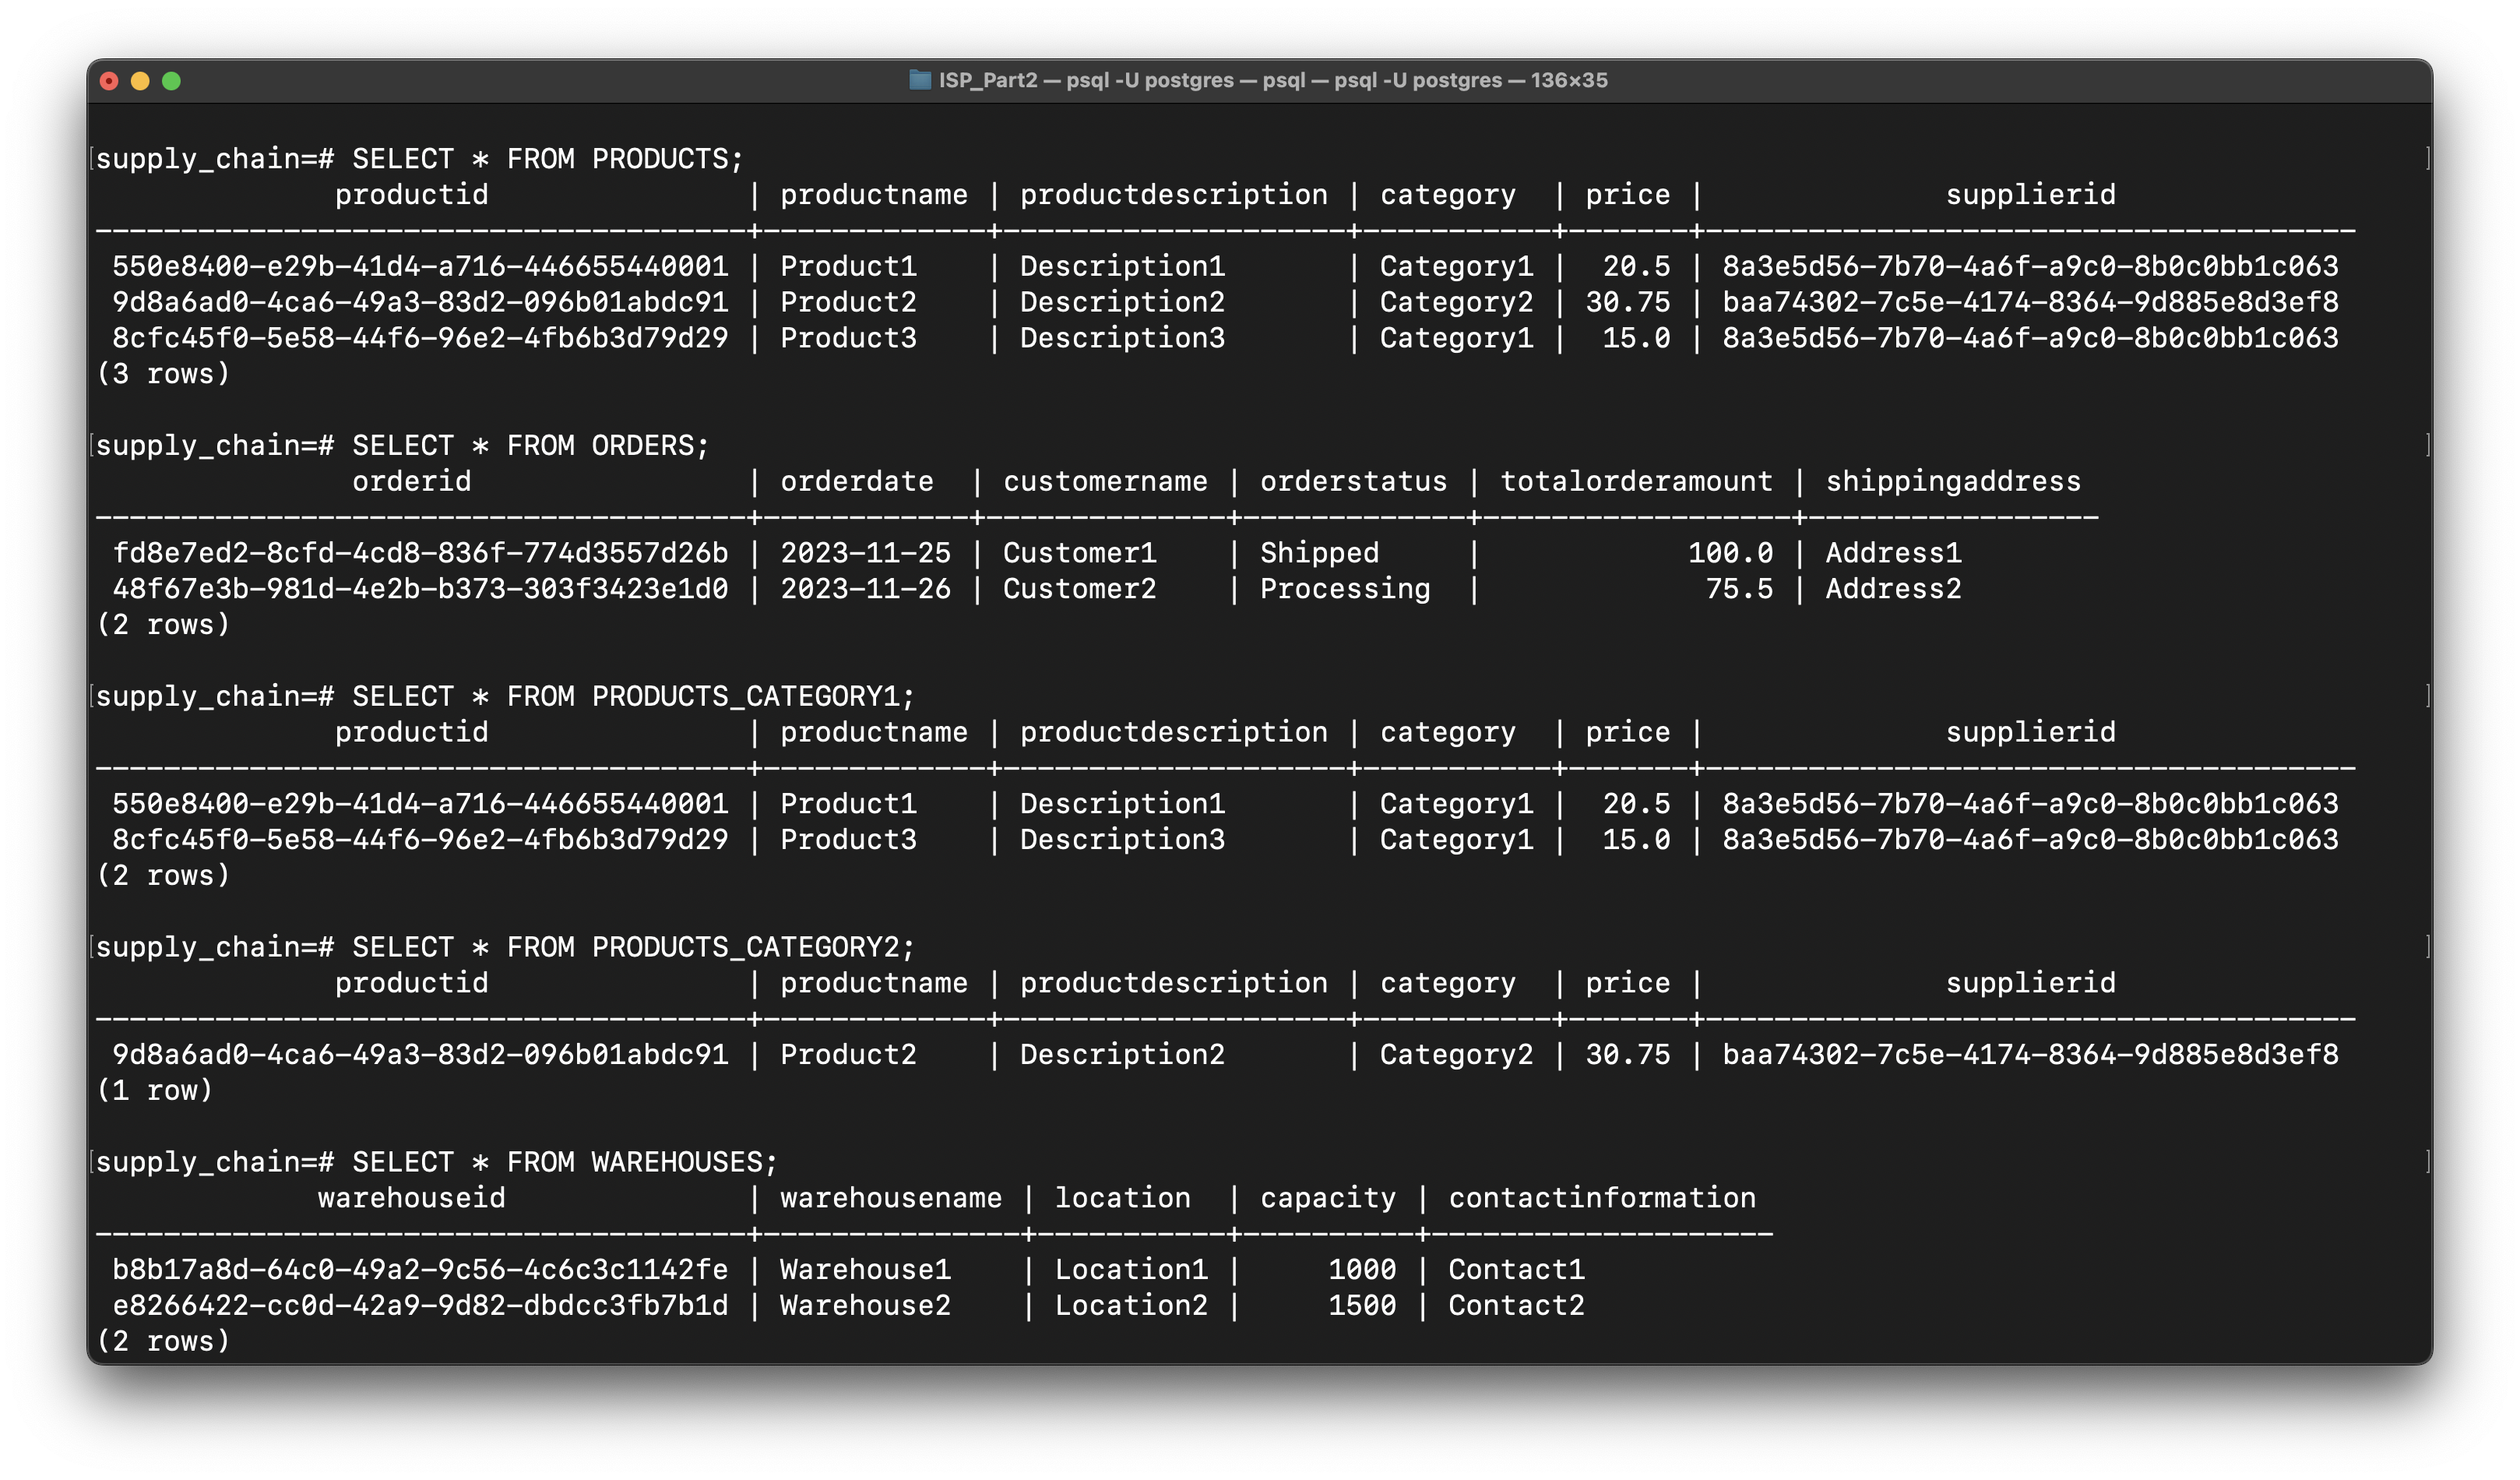 ISP_Part2 — psql -U postgres — psql — psql -U postgres — 136×35
supply_chain=# SELECT * FROM PRODUCTS;
productid | productname | productdescription | category | price | supplierid
--------------------------------------+-------------+--------------------+-----------+-------+--------------------------------------
550e8400-e29b-41d4-a716-446655440001 | Product1 | Description1 | Category1 | 20.5 | 8a3e5d56-7b70-4a6f-a9c0-8b0c0bb1c063
9d8a6ad0-4ca6-49a3-83d2-096b01abdc91 | Product2 | Description2 | Category2 | 30.75 | baa74302-7c5e-4174-8364-9d885e8d3ef8
8cfc45f0-5e58-44f6-96e2-4fb6b3d79d29 | Product3 | Description3 | Category1 | 15.0 | 8a3e5d56-7b70-4a6f-a9c0-8b0c0bb1c063
(3 rows)
supply_chain=# SELECT * FROM ORDERS;
orderid | orderdate | customername | orderstatus | totalorderamount | shippingaddress
--------------------------------------+------------+--------------+-------------+------------------+-----------------
fd8e7ed2-8cfd-4cd8-836f-774d3557d26b | 2023-11-25 | Customer1 | Shipped | 100.0 | Address1
48f67e3b-981d-4e2b-b373-303f3423e1d0 | 2023-11-26 | Customer2 | Processing | 75.5 | Address2
(2 rows)
supply_chain=# SELECT * FROM PRODUCTS_CATEGORY1;
productid | productname | productdescription | category | price | supplierid
--------------------------------------+-------------+--------------------+-----------+-------+--------------------------------------
550e8400-e29b-41d4-a716-446655440001 | Product1 | Description1 | Category1 | 20.5 | 8a3e5d56-7b70-4a6f-a9c0-8b0c0bb1c063
8cfc45f0-5e58-44f6-96e2-4fb6b3d79d29 | Product3 | Description3 | Category1 | 15.0 | 8a3e5d56-7b70-4a6f-a9c0-8b0c0bb1c063
(2 rows)
supply_chain=# SELECT * FROM PRODUCTS_CATEGORY2;
productid | productname | productdescription | category | price | supplierid
--------------------------------------+-------------+--------------------+-----------+-------+--------------------------------------
9d8a6ad0-4ca6-49a3-83d2-096b01abdc91 | Product2 | Description2 | Category2 | 30.75 | baa74302-7c5e-4174-8364-9d885e8d3ef8
(1 row)
supply_chain=# SELECT * FROM WAREHOUSES;
warehouseid | warehousename | location | capacity | contactinformation
--------------------------------------+---------------+-----------+----------+--------------------
b8b17a8d-64c0-49a2-9c56-4c6c3c1142fe | Warehouse1 | Location1 | 1000 | Contact1
e8266422-cc0d-42a9-9d82-dbdcc3fb7b1d | Warehouse2 | Location2 | 1500 | Contact2
(2 rows)